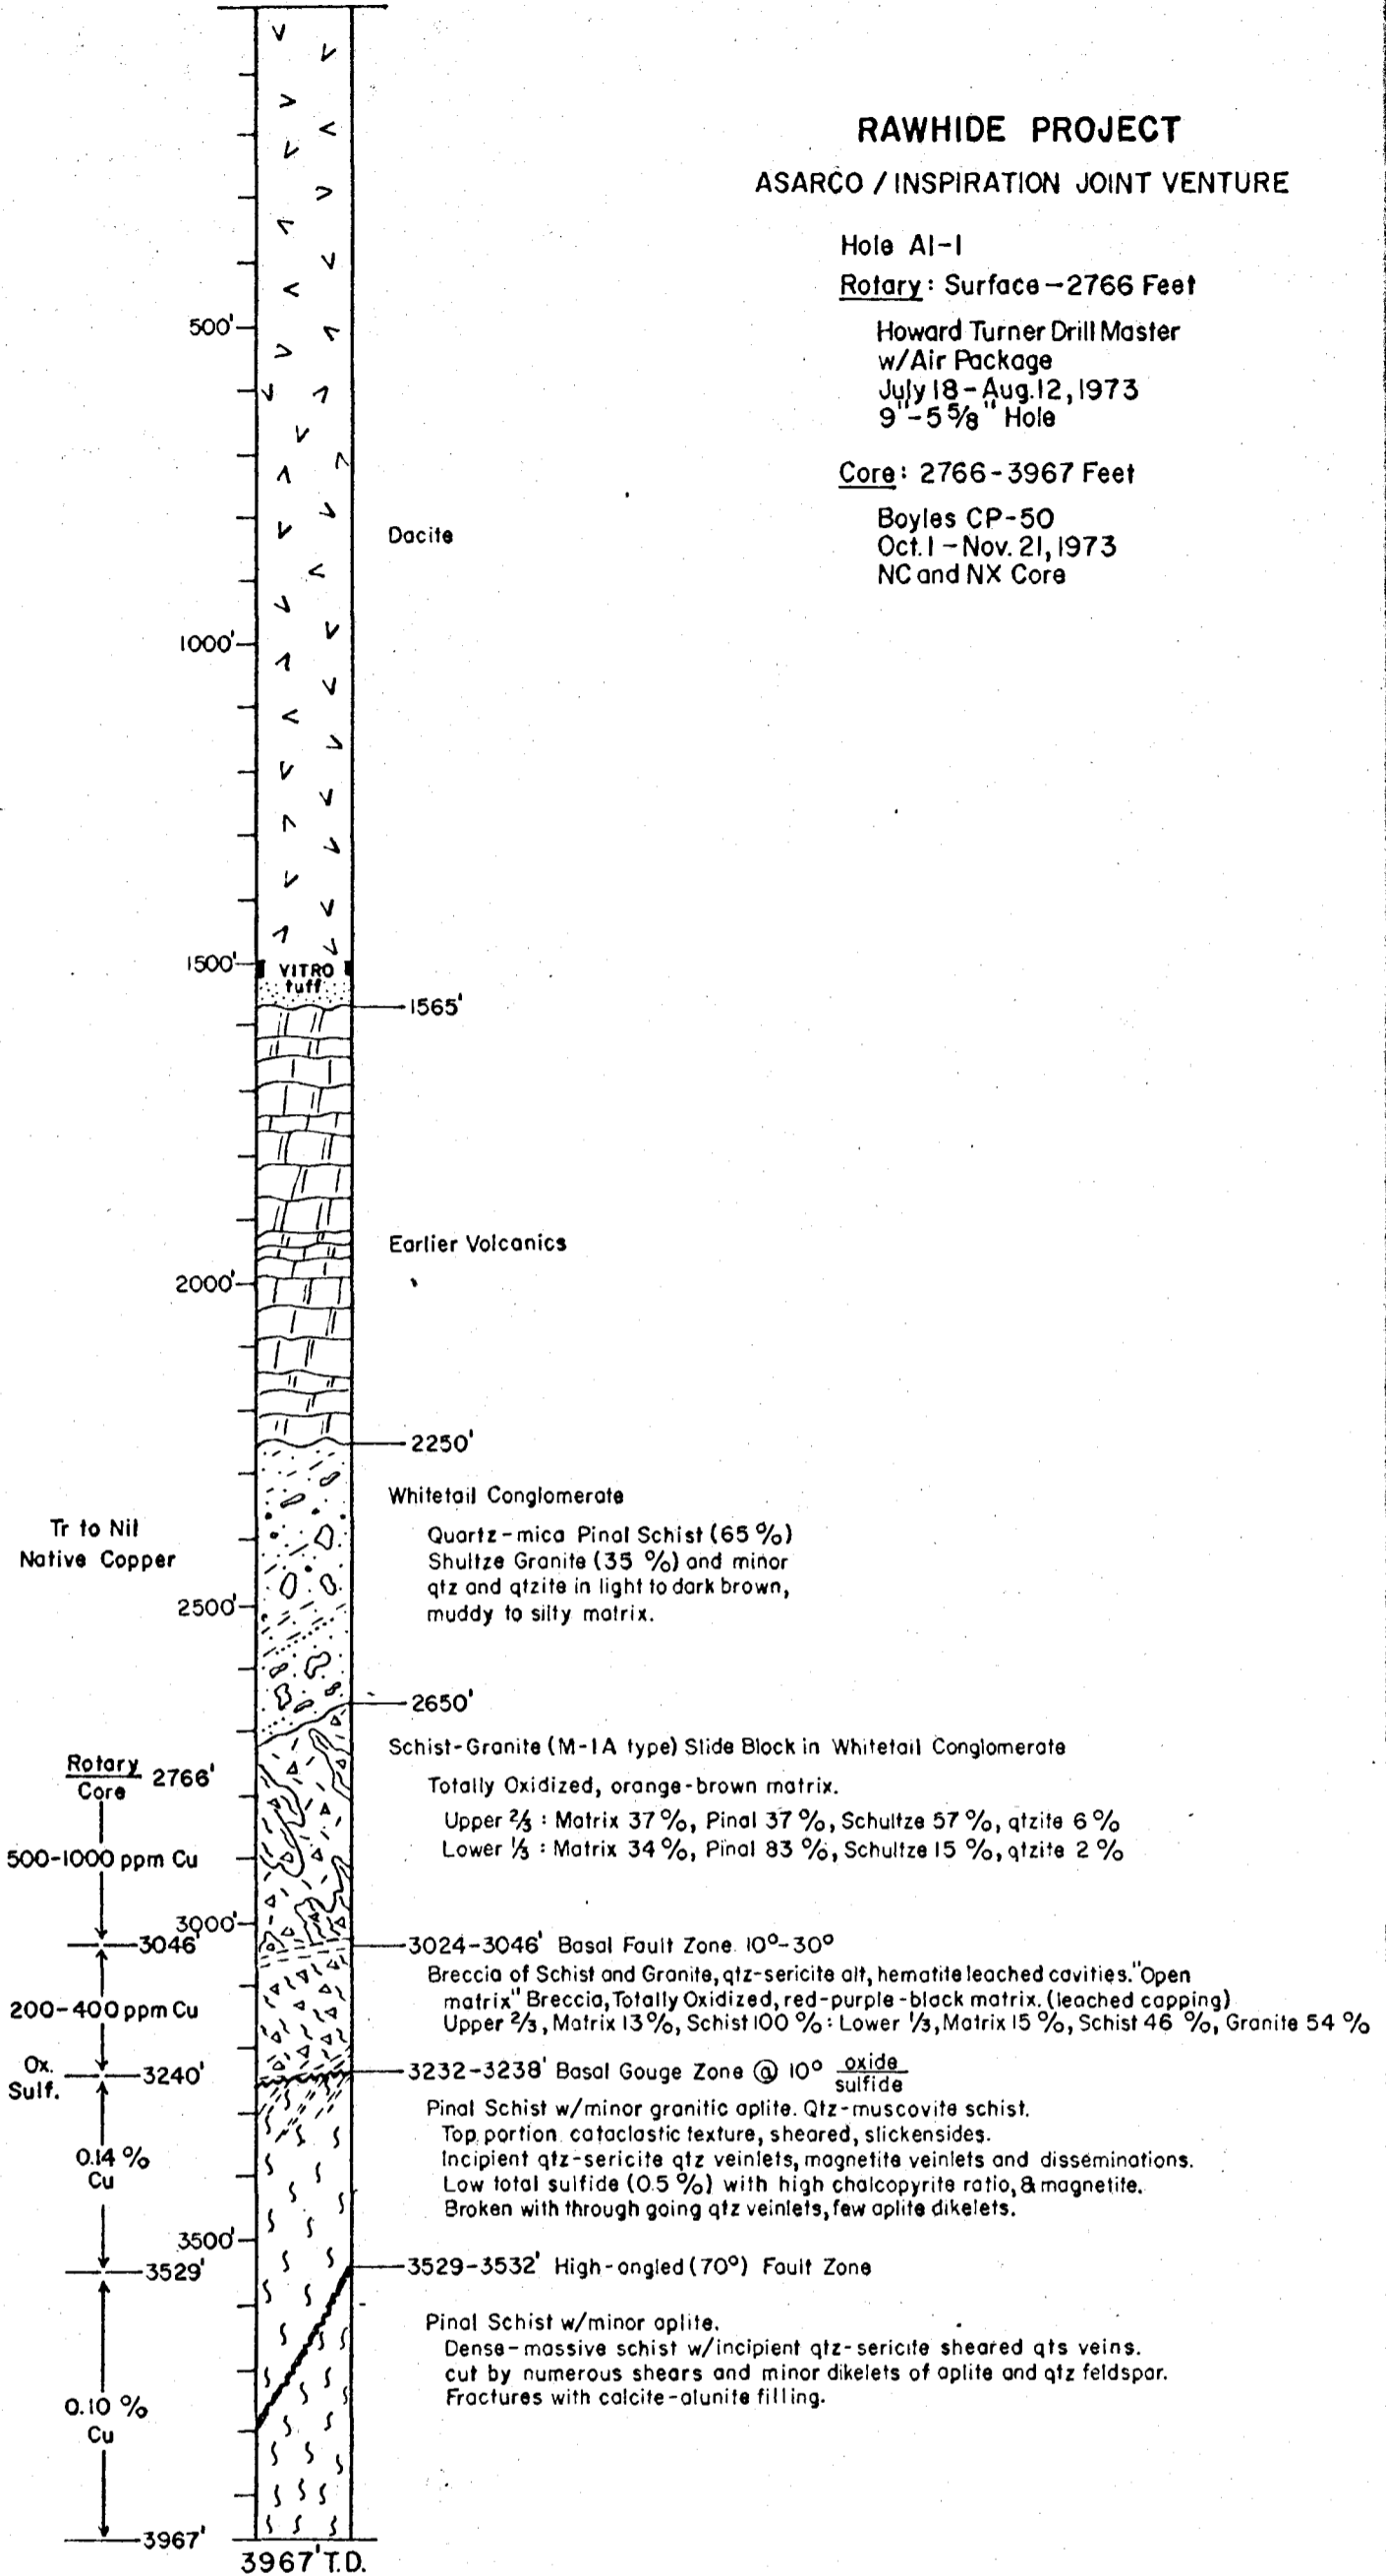 RAWHIDE PROJECT
ASARCO / INSPIRATION JOINT VENTURE
Hole AI-1
Rotary: Surface-2766 Feet
Howard Turner Drill Master
w/Air Package
July 18-Aug.12, 1973
9"-5 5/8" Hole
Core: 2766-3967 Feet
Boyles CP-50
Oct. 1 - Nov. 21, 1973
NC and NX Core
500'
Dacite
1000'
1500'
VITRO
tuff
1565'
Earlier Volcanics
2000'
2250'
Whitetail Conglomerate
Quartz-mica Pinal Schist (65 %)
Shultze Granite (35 %) and minor
qtz and qtzite in light to dark brown,
muddy to silty matrix.
Tr to Nil
Native Copper
2500'
2650'
Schist-Granite (M-1A type) Slide Block in Whitetail Conglomerate
Totally Oxidized, orange-brown matrix.
Upper 2/3 : Matrix 37 %, Pinal 37 %, Schultze 57 %, qtzite 6 %
Lower 1/3 : Matrix 34 %, Pinal 83 %, Schultze 15 %, qtzite 2 %
Rotary
Core
2766'
500-1000 ppm Cu
3000'
3046'
3024-3046' Basal Fault Zone. 10°-30°
Breccia of Schist and Granite, qtz-sericite alt, hematite leached cavities. "Open
matrix" Breccia, Totally Oxidized, red-purple-black matrix. (leached capping)
Upper 2/3, Matrix 13 %, Schist 100 % : Lower 1/3, Matrix 15 %, Schist 46 %, Granite 54 %
200-400 ppm Cu
Ox.
Sulf.
3240'
3232-3238' Basal Gouge Zone @ 10° oxide
sulfide
Pinal Schist w/minor granitic aplite. Qtz-muscovite schist.
Top portion cataclastic texture, sheared, slickensides.
Incipient qtz-sericite qtz veinlets, magnetite veinlets and disseminations.
Low total sulfide (0.5 %) with high chalcopyrite ratio, & magnetite.
Broken with through going qtz veinlets, few aplite dikelets.
0.14 %
Cu
3500'
3529'
3529-3532' High-angled (70°) Fault Zone
Pinal Schist w/minor aplite.
Dense-massive schist w/incipient qtz-sericite sheared qts veins.
cut by numerous shears and minor dikelets of aplite and qtz feldspar.
Fractures with calcite-alunite filling.
0.10 %
Cu
3967'
3967' T.D.